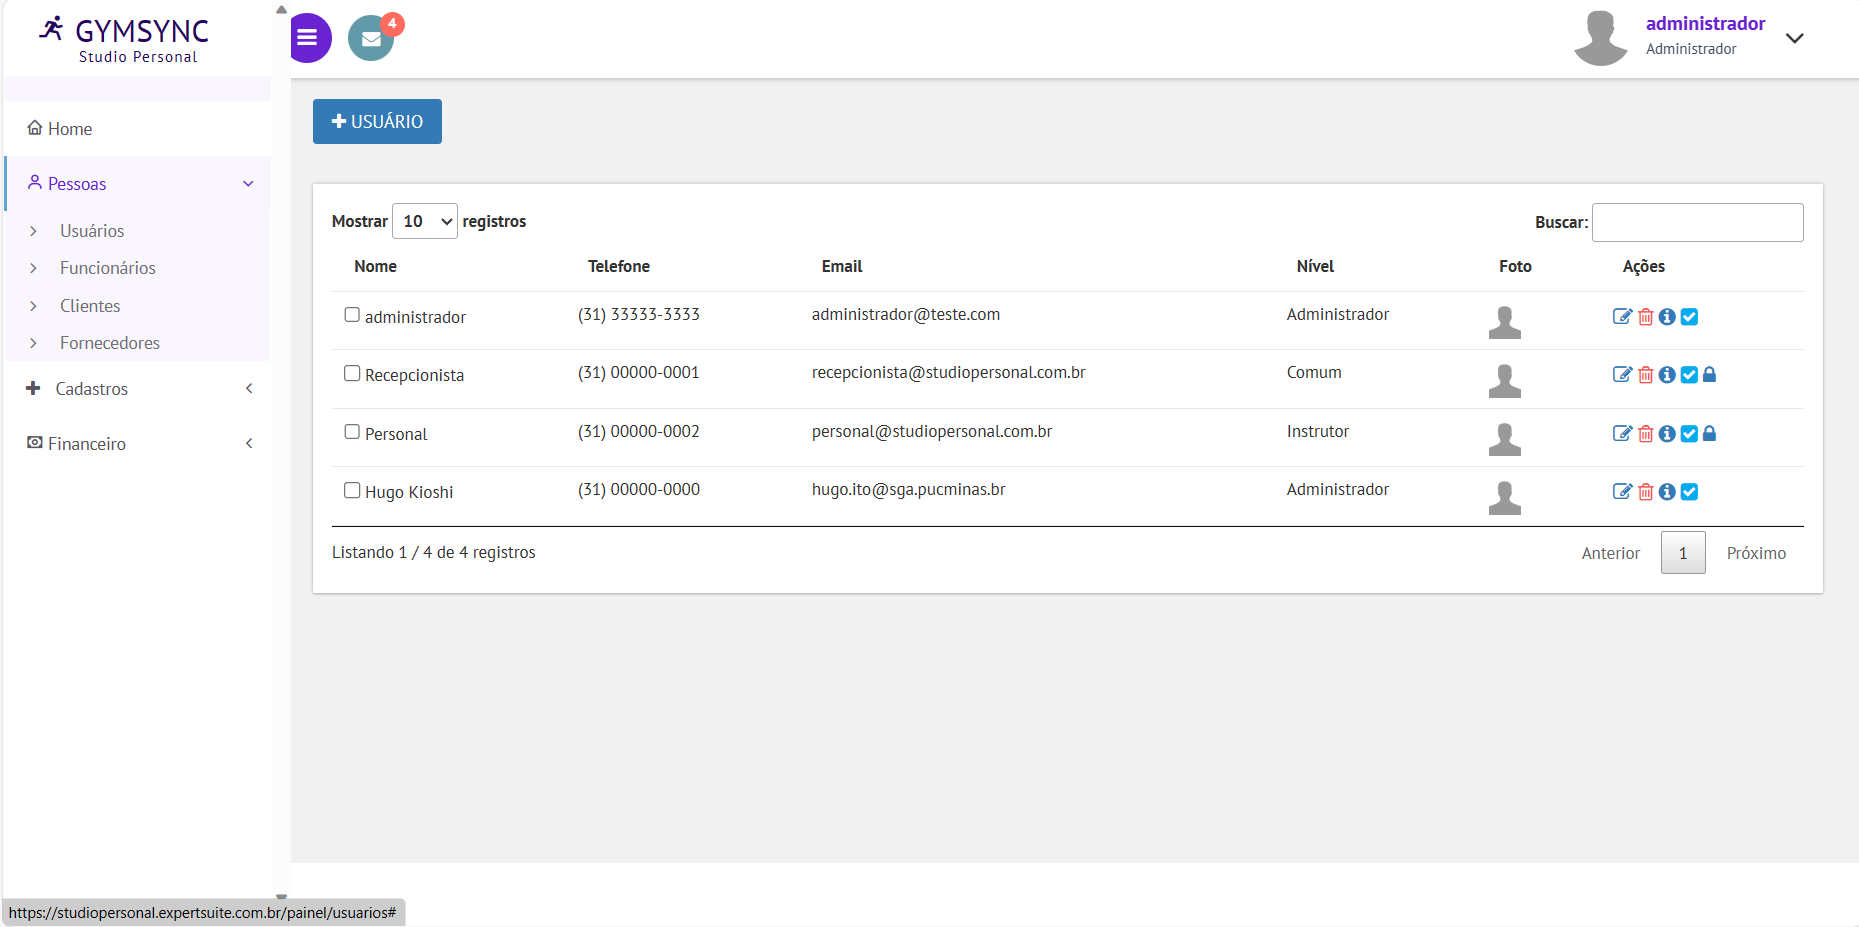 GYMSYNC
Studio Personal
4
administrador
Administrador
Home
Pessoas
Usuários
Funcionários
Clientes
Fornecedores
Cadastros
Financeiro
USUÁRIO
Mostrar 10 registros
Buscar:
Nome Telefone Email Nível Foto Ações
administrador (31) 33333-3333 administrador@teste.com Administrador
Recepcionista (31) 00000-0001 recepcionista@studiopersonal.com.br Comum
Personal (31) 00000-0002 personal@studiopersonal.com.br Instrutor
Hugo Kioshi (31) 00000-0000 hugo.ito@sga.pucminas.br Administrador
Listando 1 / 4 de 4 registros
Anterior 1 Próximo
https://studiopersonal.expertsuite.com.br/painel/usuarios#